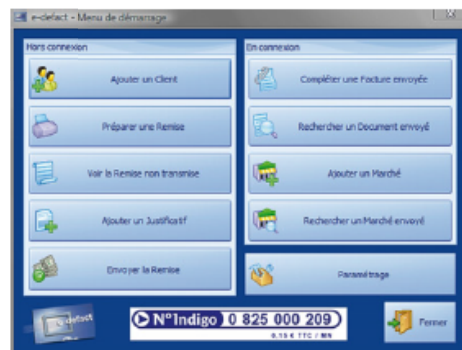 e-defact - Menu de démarrage
Hors connexion
Ajouter un Client
Préparer une Remise
Voir la Remise non transmise
Ajouter un Justificatif
Envoyer la Remise
En connexion
Compléter une Facture envoyée
Rechercher un Document envoyé
Ajouter un Marché
Rechercher un Marché envoyé
Paramétrage
defact
N°Indigo 0 825 000 209
0.15 € TTC / MN
Fermer